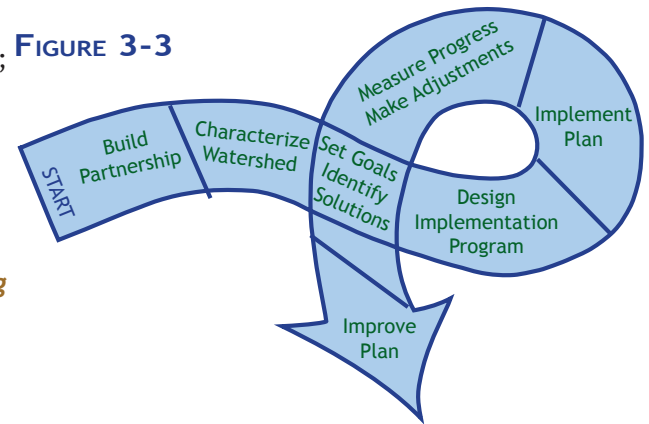 ;
FIGURE 3-3
START
Build
Partnership
Characterize
Watershed
Set Goals
Identify
Solutions
Design
Implementation
Program
Implement
Plan
Measure Progress
Make Adjustments
Improve
Plan
g